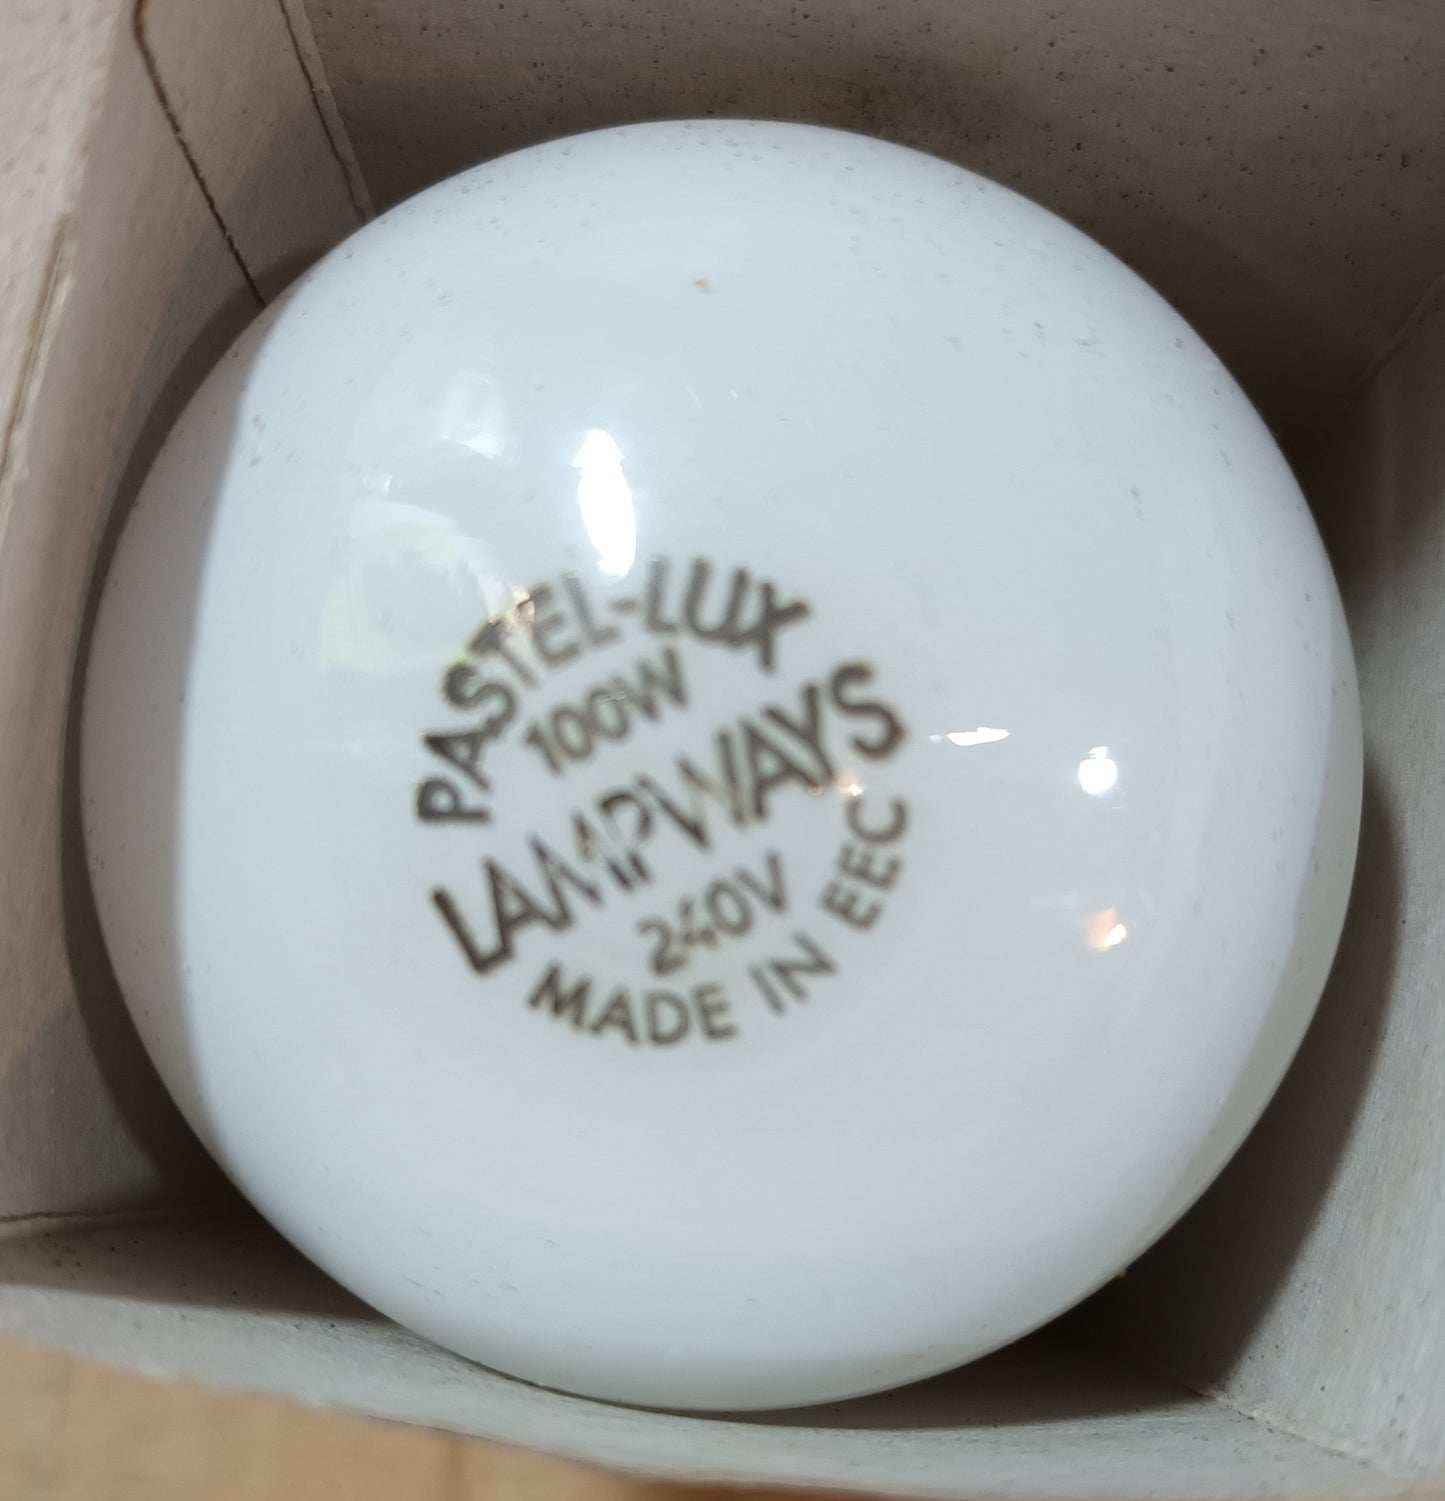 PASTEL-LUX
100W
LAMPWAYS
240V
MADE IN EEC